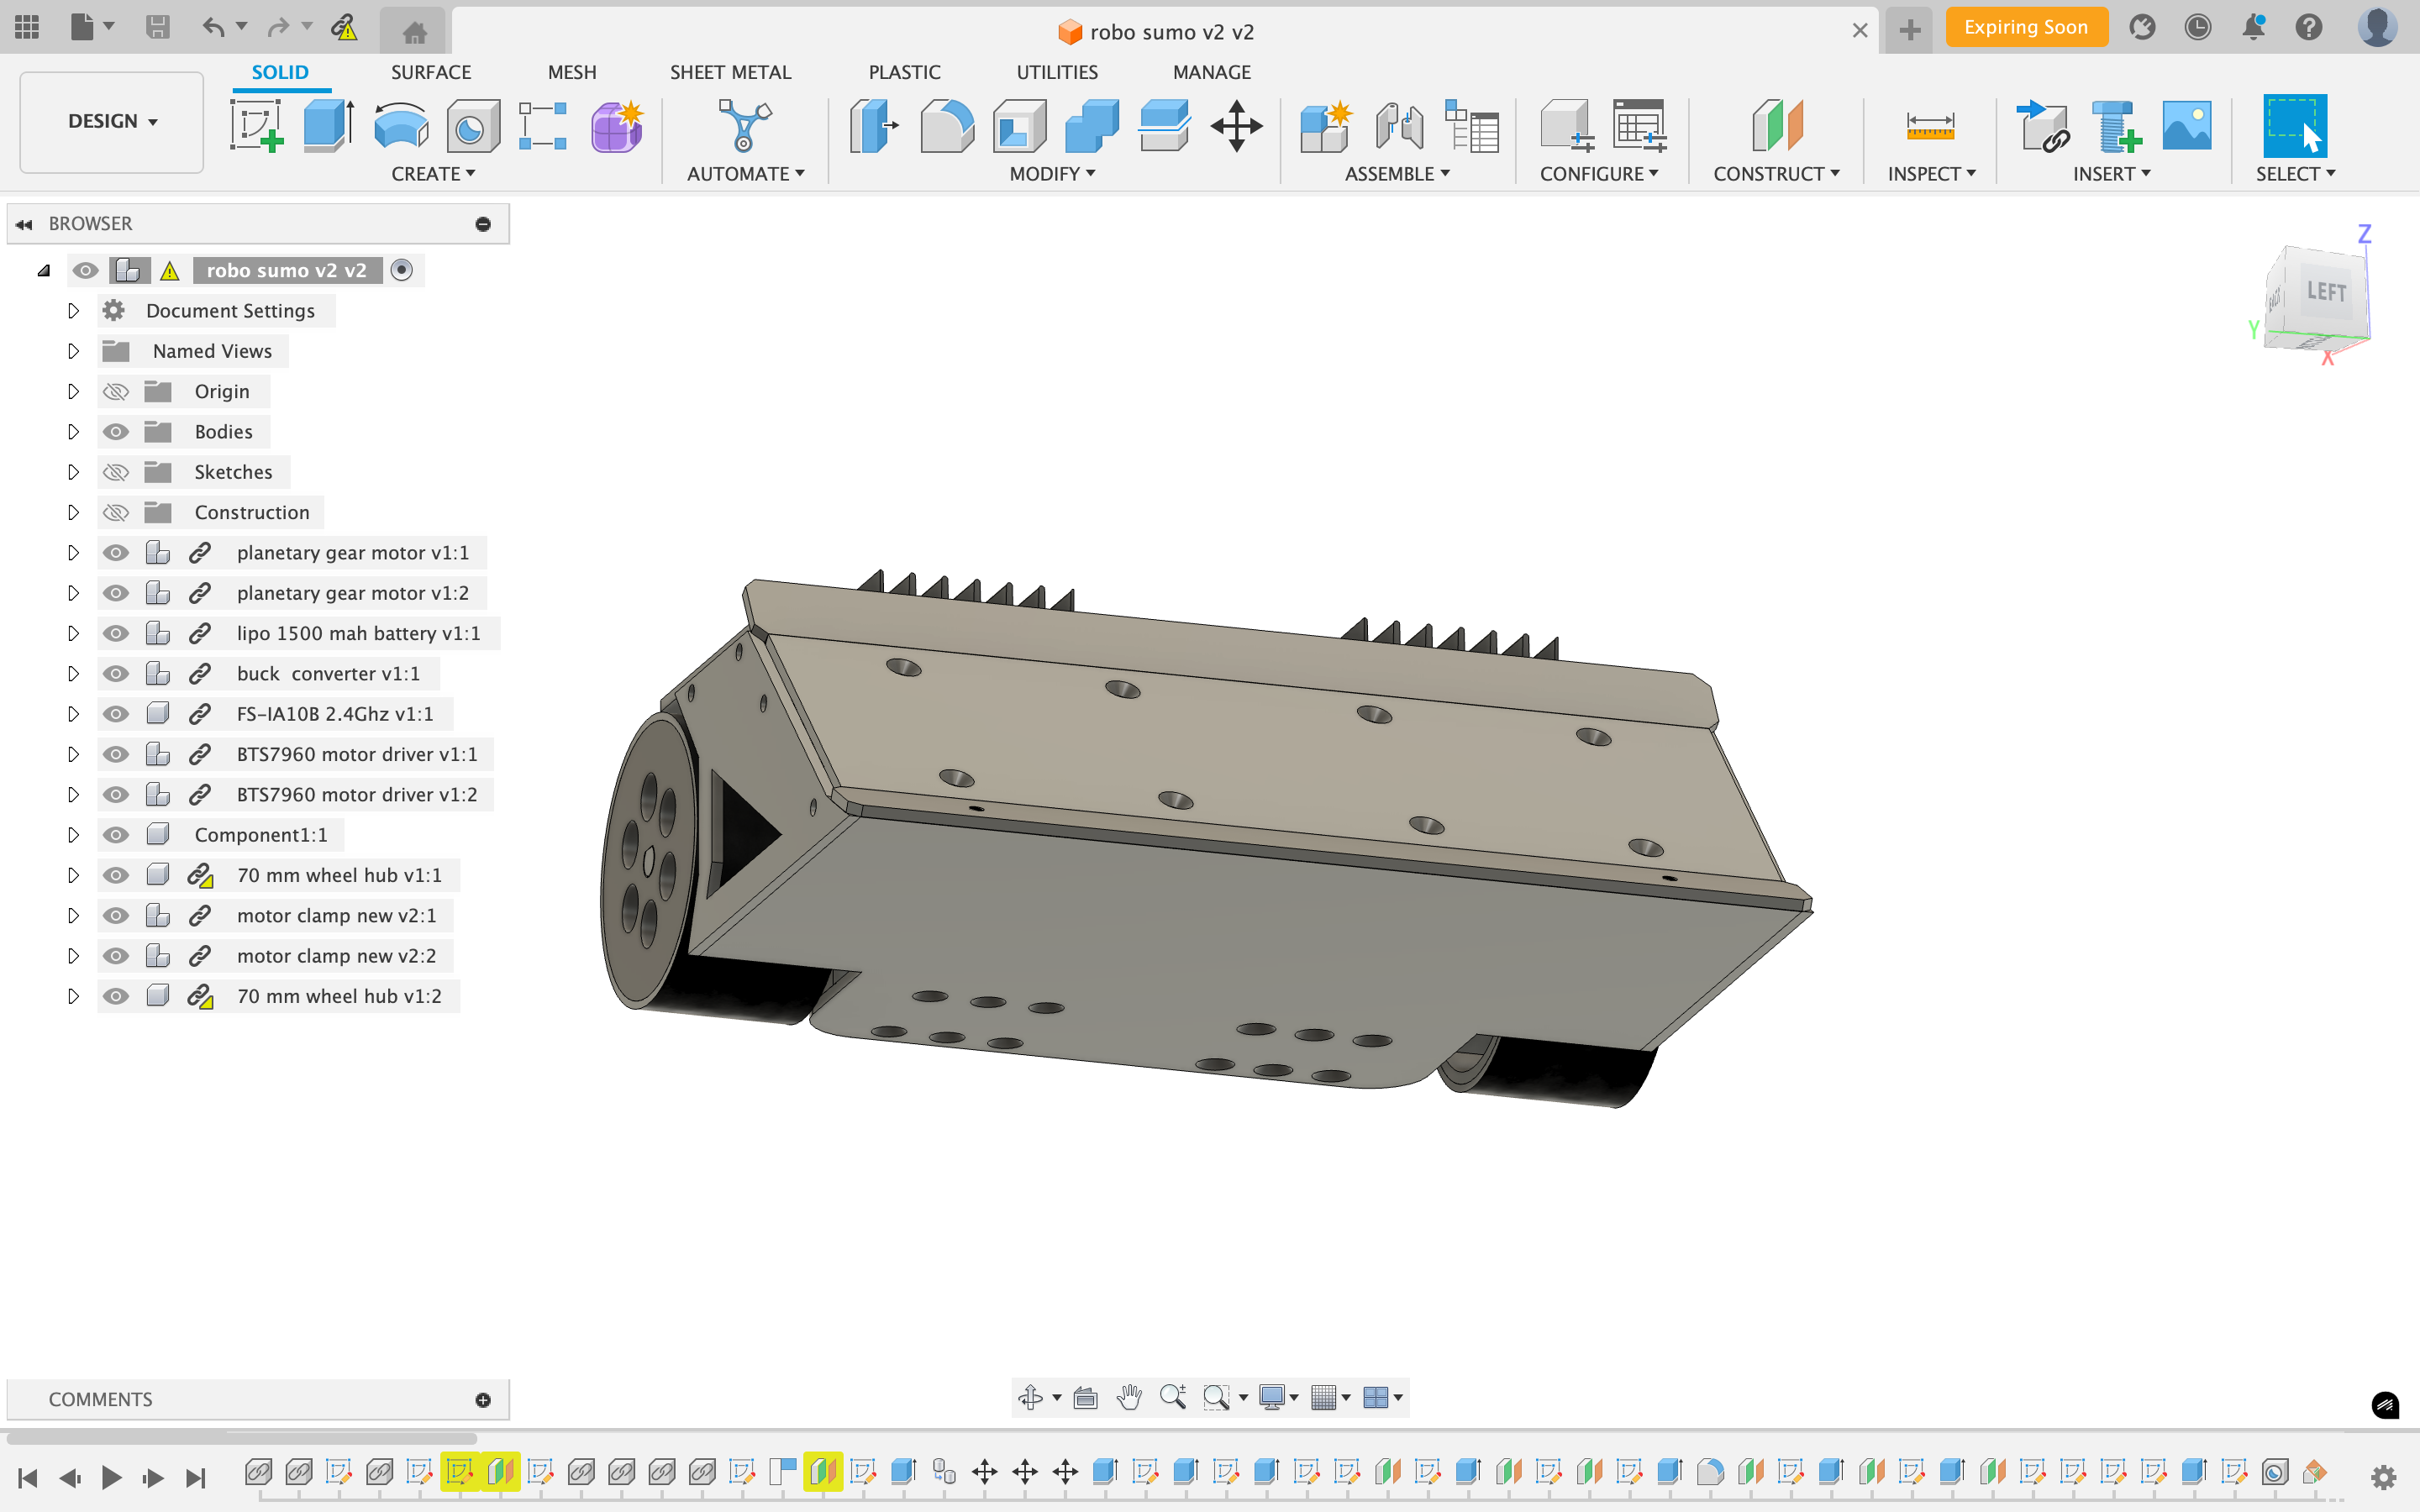 robo sumo v2 v2
Expiring Soon
DESIGN
SOLID
SURFACE
MESH
SHEET METAL
PLASTIC
UTILITIES
MANAGE
CREATE
AUTOMATE
MODIFY
ASSEMBLE
CONFIGURE
CONSTRUCT
INSPECT
INSERT
SELECT
BROWSER
robo sumo v2 v2
Document Settings
Named Views
Origin
Bodies
Sketches
Construction
planetary gear motor v1:1
planetary gear motor v1:2
lipo 1500 mah battery v1:1
buck converter v1:1
FS-IA10B 2.4Ghz v1:1
BTS7960 motor driver v1:1
BTS7960 motor driver v1:2
Component1:1
70 mm wheel hub v1:1
motor clamp new v2:1
motor clamp new v2:2
70 mm wheel hub v1:2
Z
LEFT
Y
X
COMMENTS